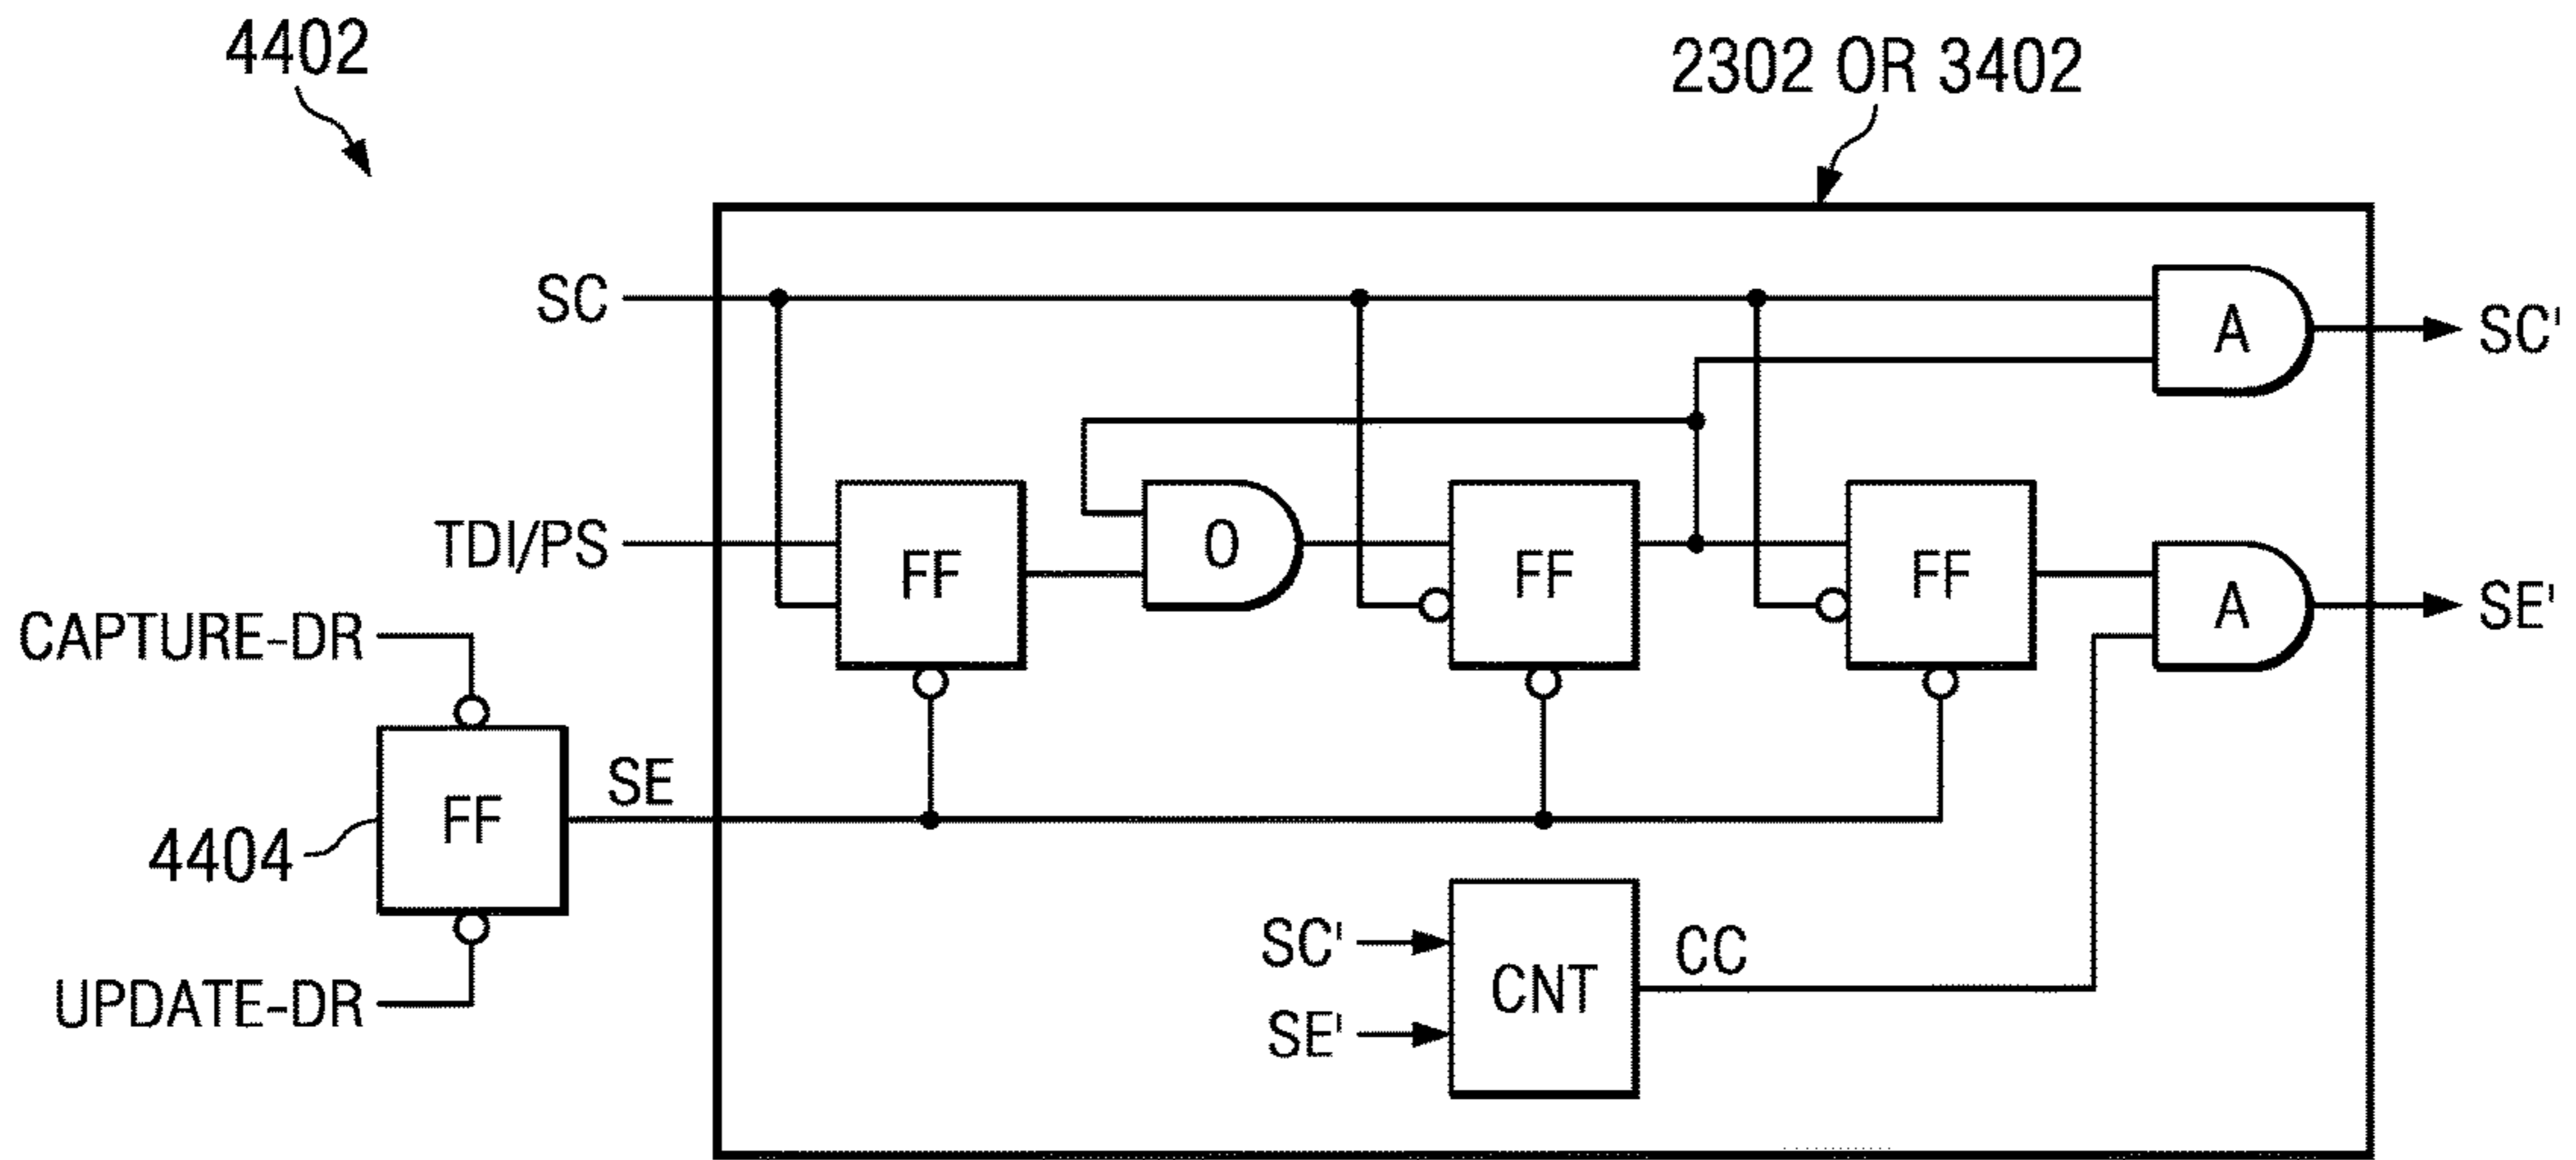 4402
2302 OR 3402
SC
A
SC'
TDI/PS
FF
O
FF
FF
A
SE'
CAPTURE-DR
FF
SE
4404
UPDATE-DR
SC'
SE'
CNT
CC